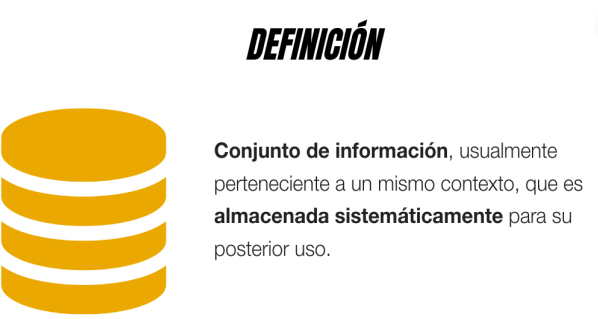 DEFINICIÓN
Conjunto de información, usualmente
perteneciente a un mismo contexto, que es
almacenada sistemáticamente para su
posterior uso.